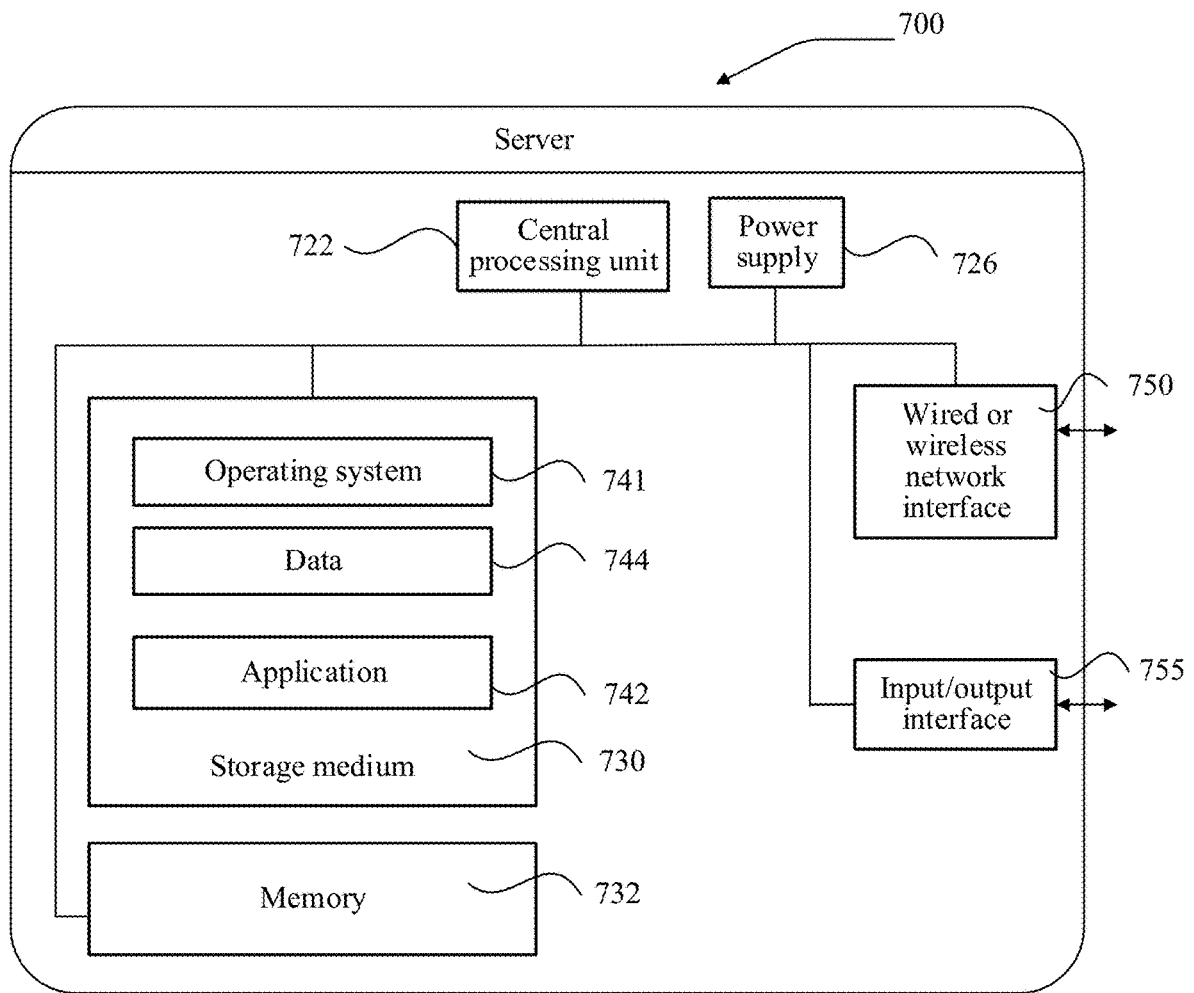 700
Server
722
Central
processing unit
Power
supply
726
750
Wired or
wireless
network
interface
Operating system
741
Data
744
Application
742
755
Input/output
interface
Storage medium
730
Memory
732